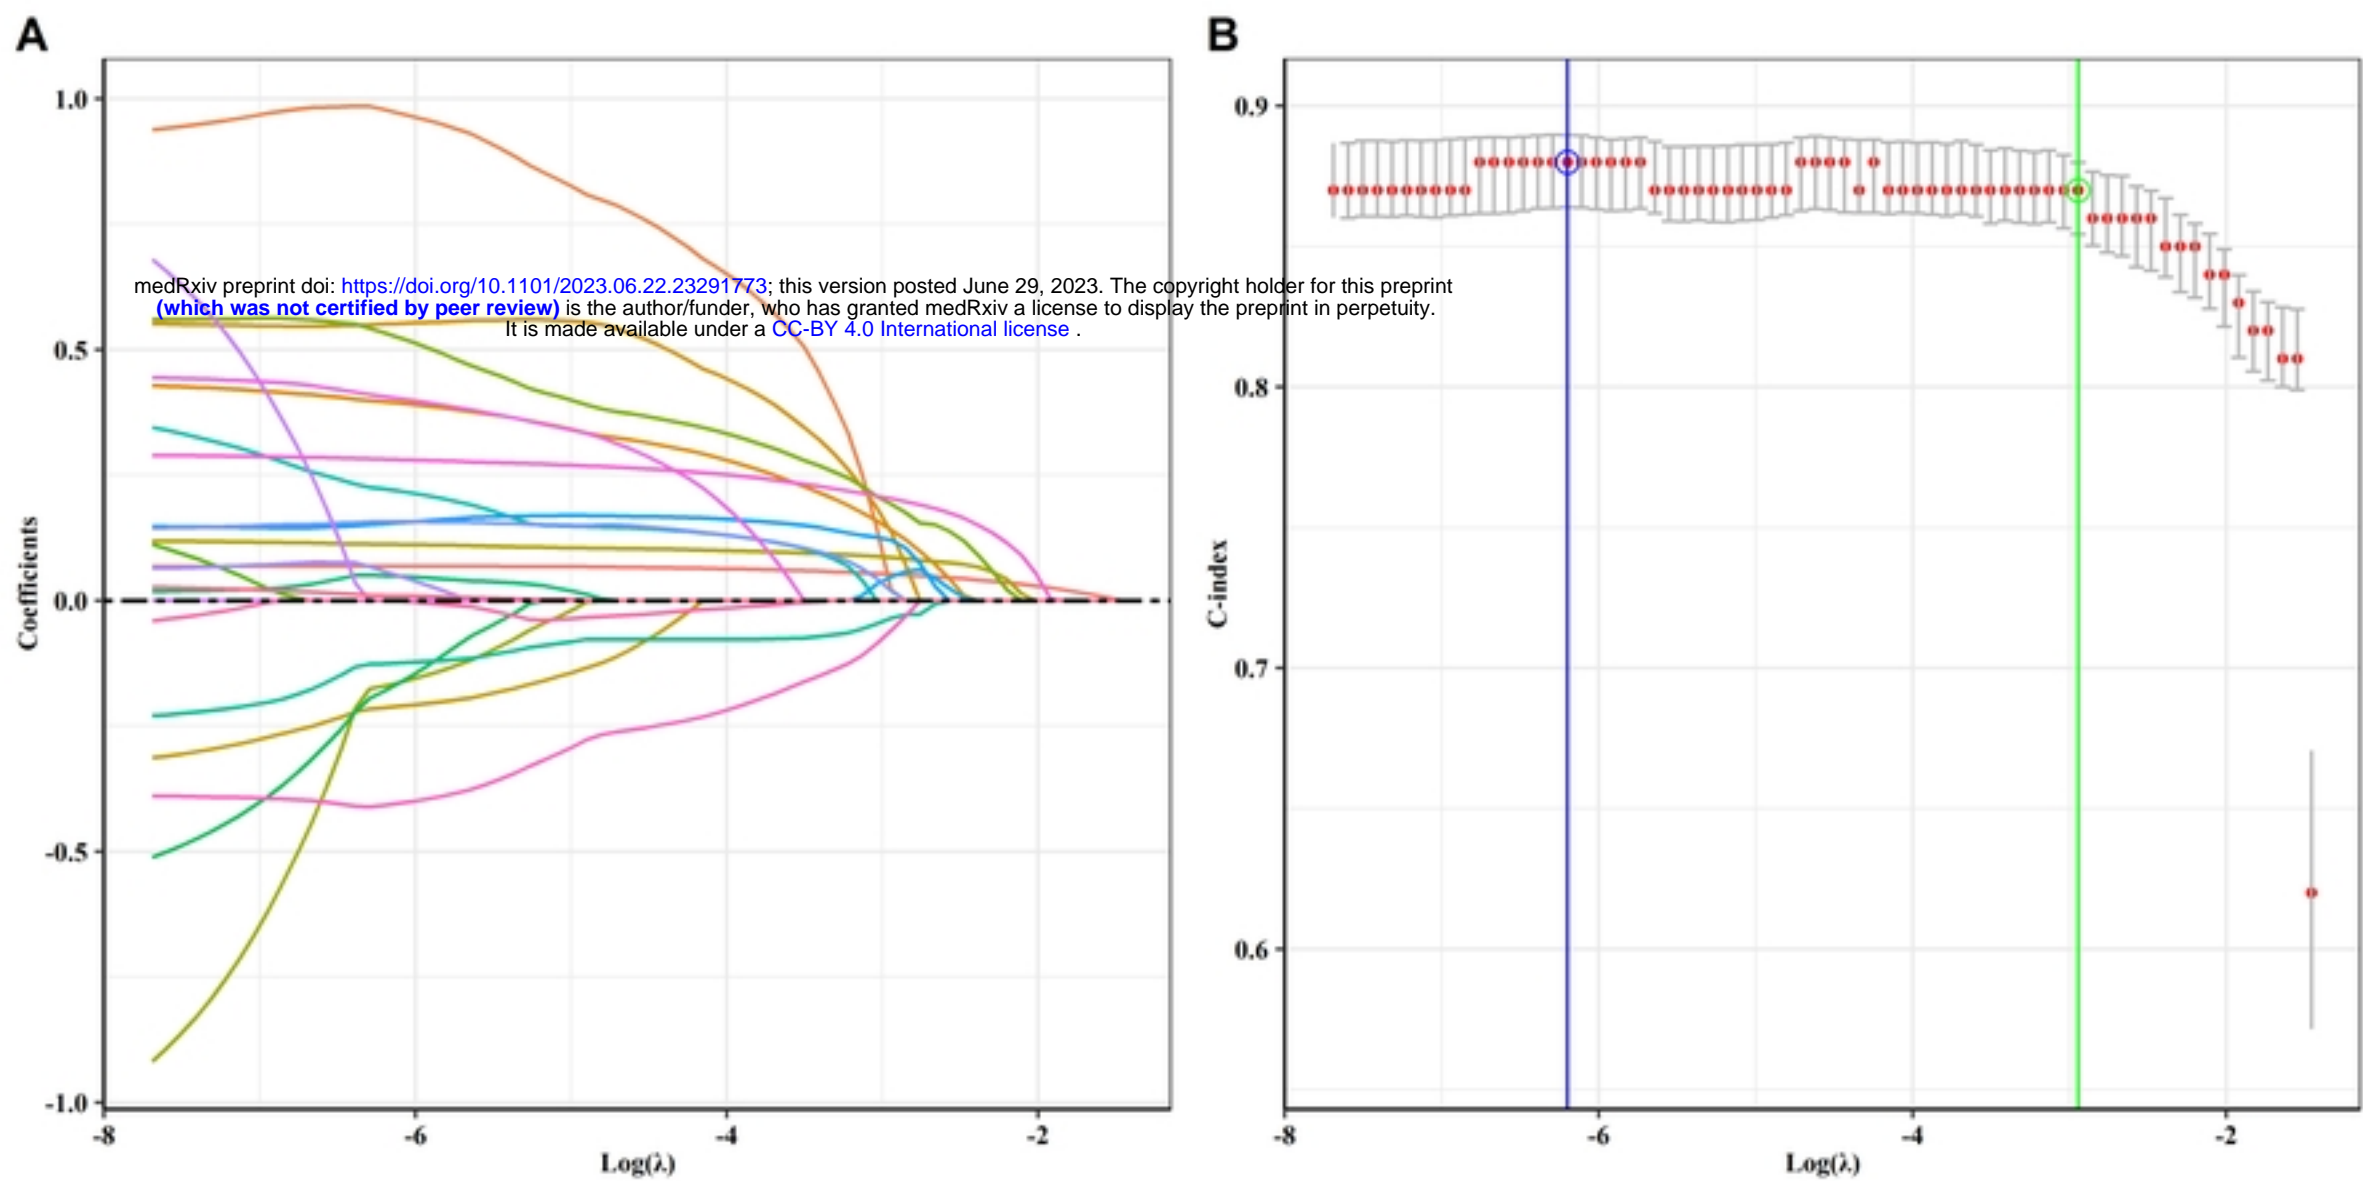 A
B
1.0
0.5
0.0
-0.5
-1.0
Coefficients
-8
-6
-4
-2
Log(λ)
medRxiv preprint doi: https://doi.org/10.1101/2023.06.22.23291773; this version posted June 29, 2023. The copyright holder for this preprint
(which was not certified by peer review) is the author/funder, who has granted medRxiv a license to display the preprint in perpetuity.
It is made available under a CC-BY 4.0 International license .
0.9
0.8
0.7
0.6
C-index
-8
-6
-4
-2
Log(λ)